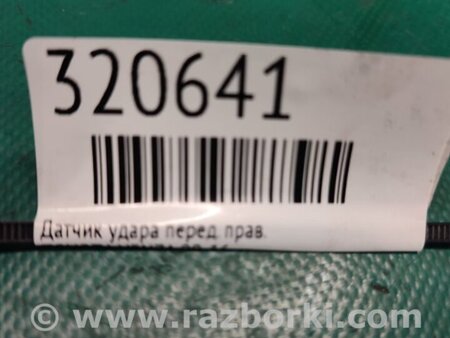 320641
Датчик удара перед. прав.
© www.razborki.com